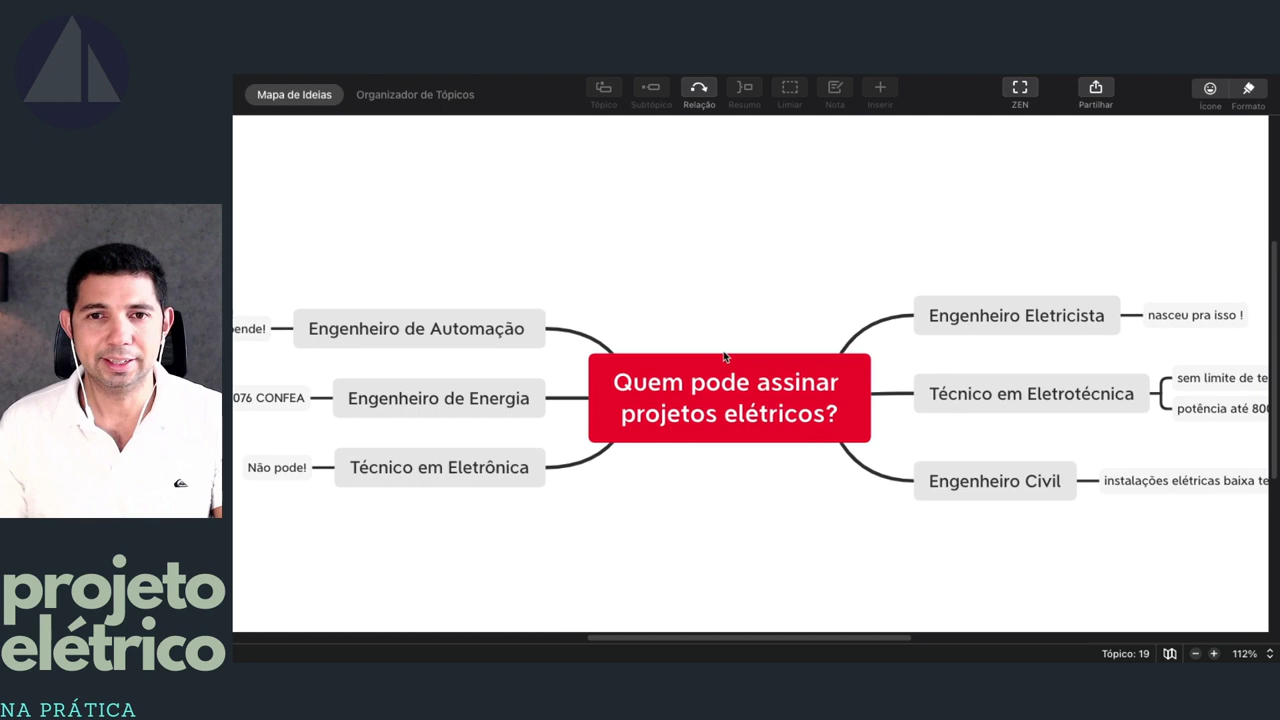 Mapa de Ideias
Organizador de Tópicos
Tópico
Subtópico
Relação
Resumo
Limiar
Nota
Inserir
ZEN
Partilhar
Ícone
Formato
Engenheiro de Automação
076 CONFEA
Engenheiro de Energia
Não pode!
Técnico em Eletrônica
Quem pode assinar
projetos elétricos?
Engenheiro Eletricista
nasceu pra isso !
Técnico em Eletrotécnica
sem limite de te
potência até 800
Engenheiro Civil
instalações elétricas baixa te
projeto
elétrico
NA PRÁTICA
Tópico: 19
112%